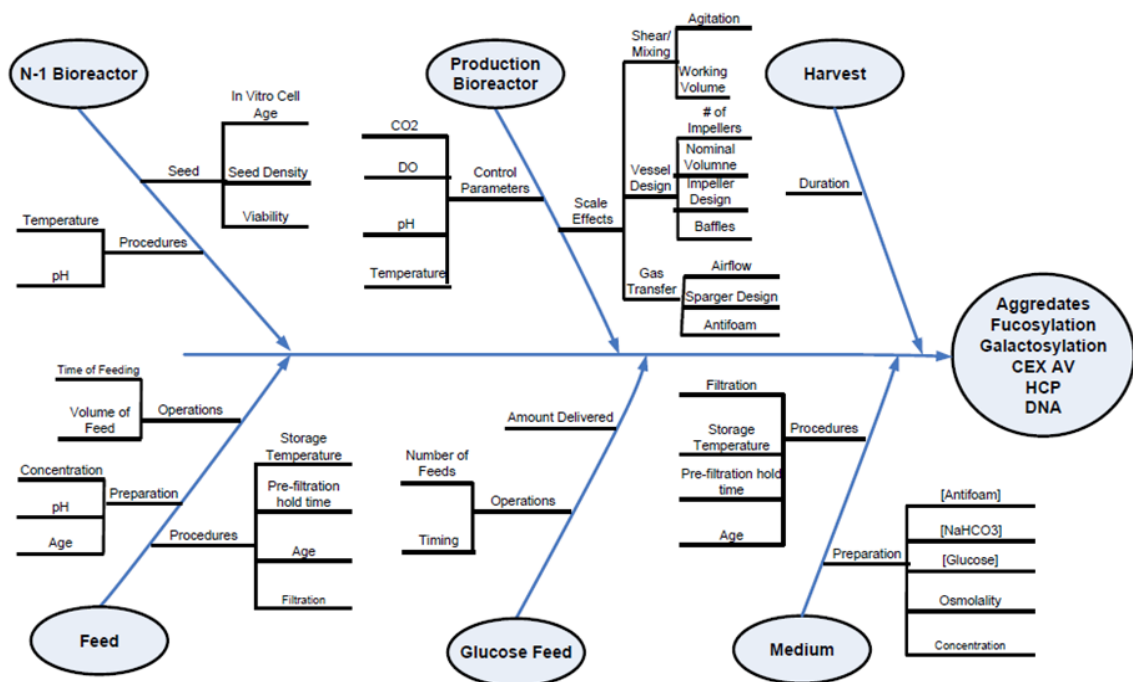 N-1 Bioreactor
In Vitro Cell
Age
Seed
Seed Density
Viability
Temperature
Procedures
pH
Production
Bioreactor
CO2
DO
Control
Parameters
pH
Temperature
Scale
Effects
Shear/
Mixing
Agitation
Working
Volume
Vessel
Design
# of
Impellers
Nominal
Volumne
Impeller
Design
Baffles
Gas
Transfer
Airflow
Sparger Design
Antifoam
Harvest
Duration
Aggredates
Fucosylation
Galactosylation
CEX AV
HCP
DNA
Time of Feeding
Volume of
Feed
Operations
Concentration
Preparation
pH
Age
Procedures
Storage
Temperature
Pre-filtration
hold time
Age
Filtration
Feed
Amount Delivered
Number of
Feeds
Operations
Timing
Glucose Feed
Filtration
Storage
Temperature
Procedures
Pre-filtration hold
time
Age
Preparation
[Antifoam]
[NaHCO3]
[Glucose]
Osmolality
Concentration
Medium